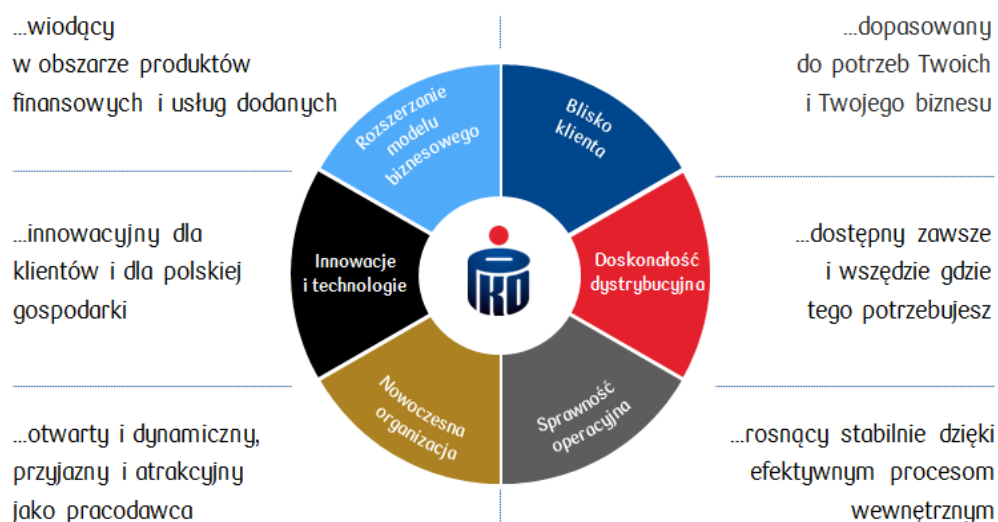 ...wiodący
w obszarze produktów
finansowych i usług dodanych
...dopasowany
do potrzeb Twoich
i Twojego biznesu
Rozszerzanie
modelu
biznesowego
Blisko
klienta
...innowacyjny dla
klientów i dla polskiej
gospodarki
Innowacje
i technologie
PKO
Doskonałość
dystrybucyjna
...dostępny zawsze
i wszędzie gdzie
tego potrzebujesz
Nowoczesna
organizacja
Sprawność
operacyjna
...otwarty i dynamiczny,
przyjazny i atrakcyjny
jako pracodawca
...rosnący stabilnie dzięki
efektywnym procesom
wewnętrznym